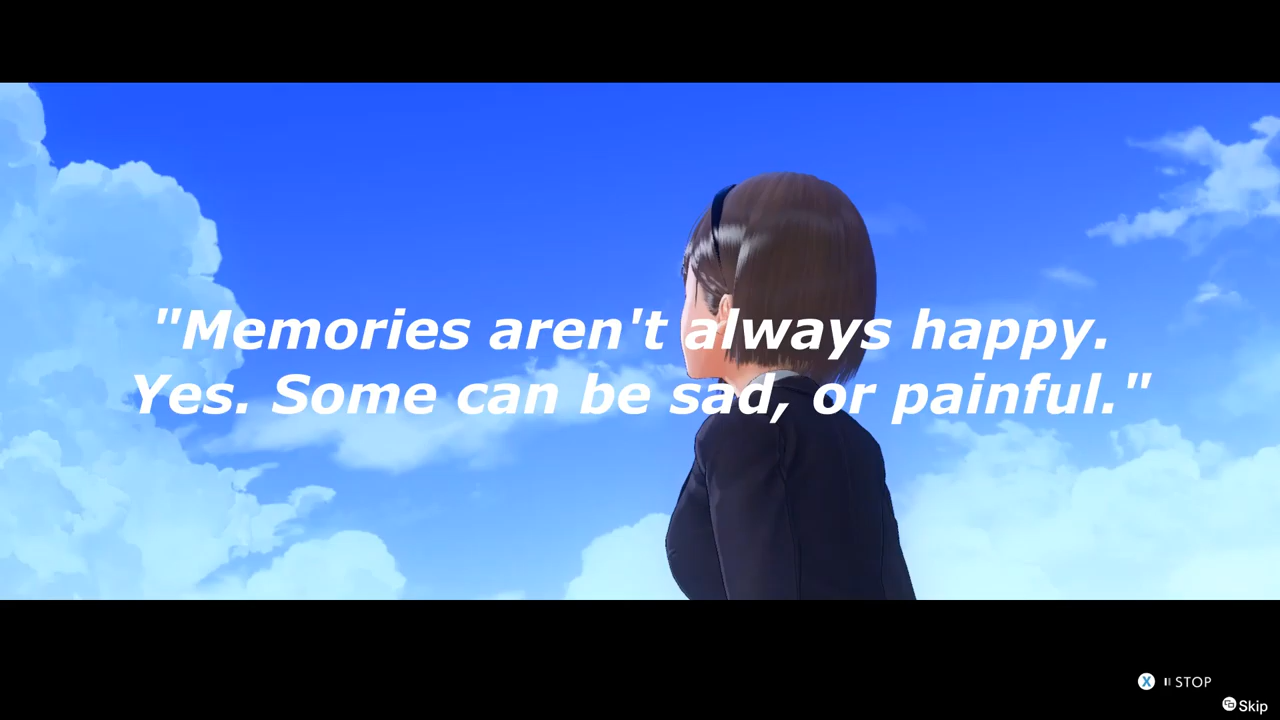 "Memories aren't always happy.
Yes. Some can be sad, or painful."
X STOP
Skip